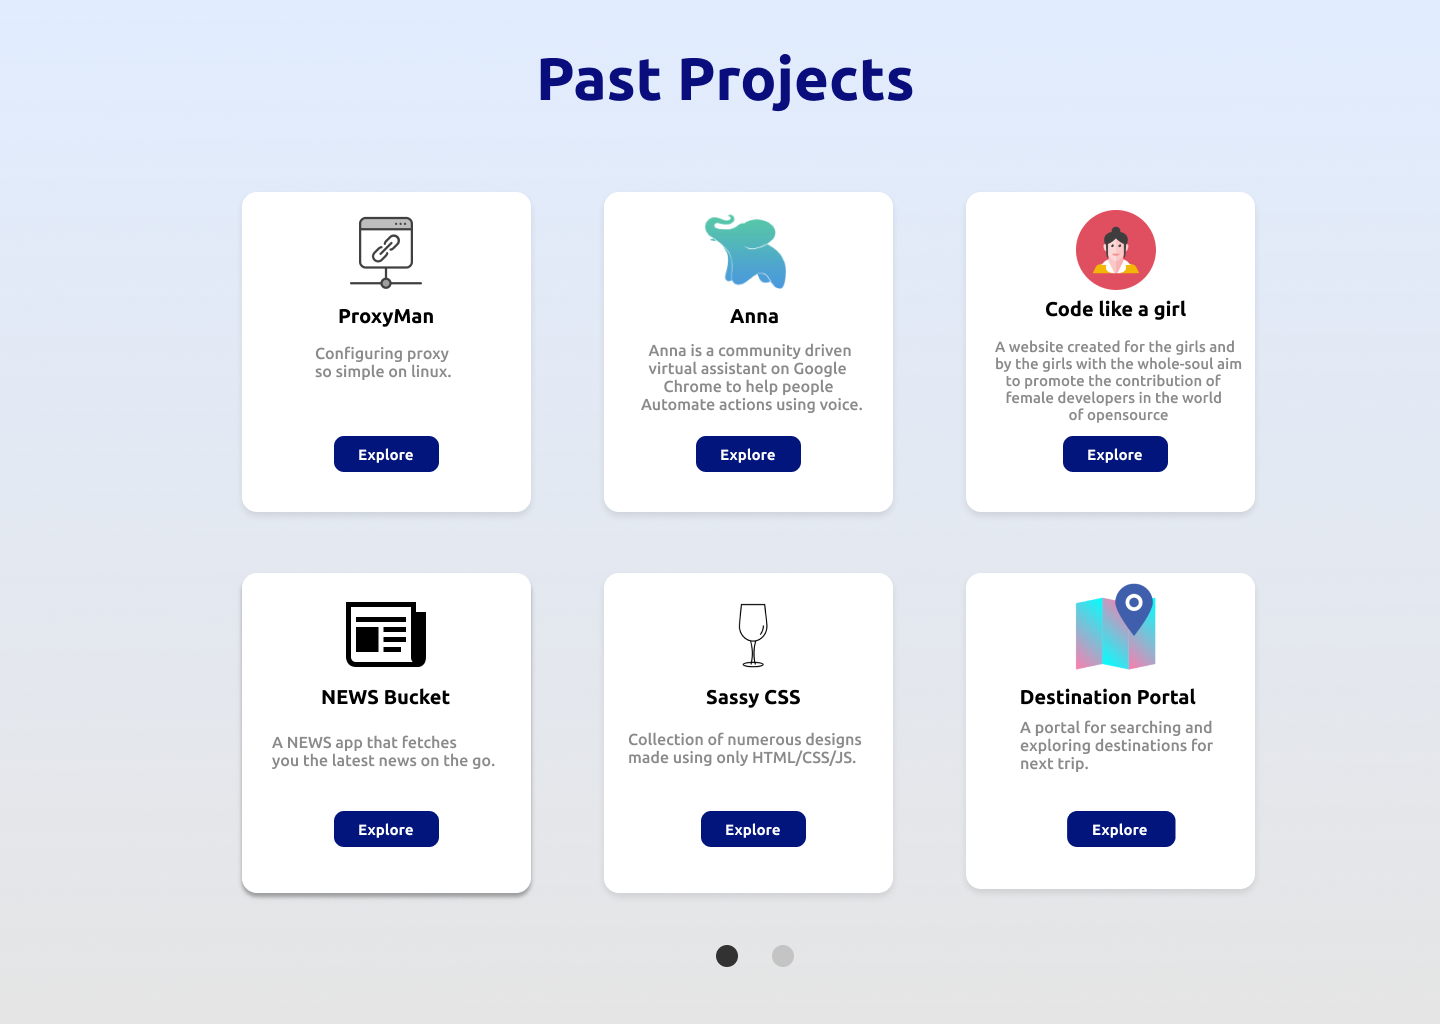 Past Projects
ProxyMan
Configuring proxy
so simple on linux.
Explore
Anna
Anna is a community driven
virtual assistant on Google
Chrome to help people
Automate actions using voice.
Explore
Code like a girl
A website created for the girls and
by the girls with the whole-soul aim
to promote the contribution of
female developers in the world
of opensource
Explore
NEWS Bucket
A NEWS app that fetches
you the latest news on the go.
Explore
Sassy CSS
Collection of numerous designs
made using only HTML/CSS/JS.
Explore
Destination Portal
A portal for searching and
exploring destinations for
next trip.
Explore